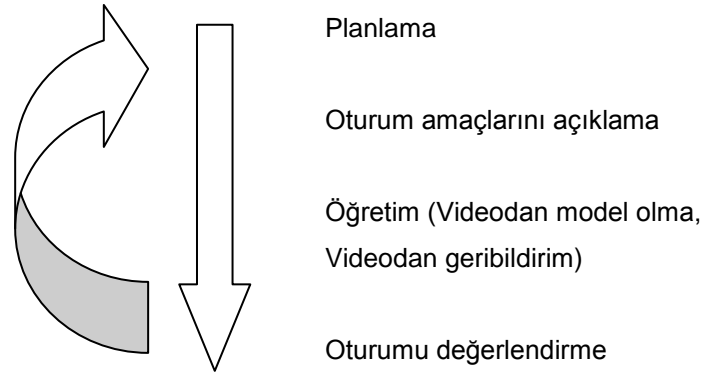 Planlama
Oturum amaçlarını açıklama
Öğretim (Videodan model olma,
Videodan geribildirim)
Oturumu değerlendirme